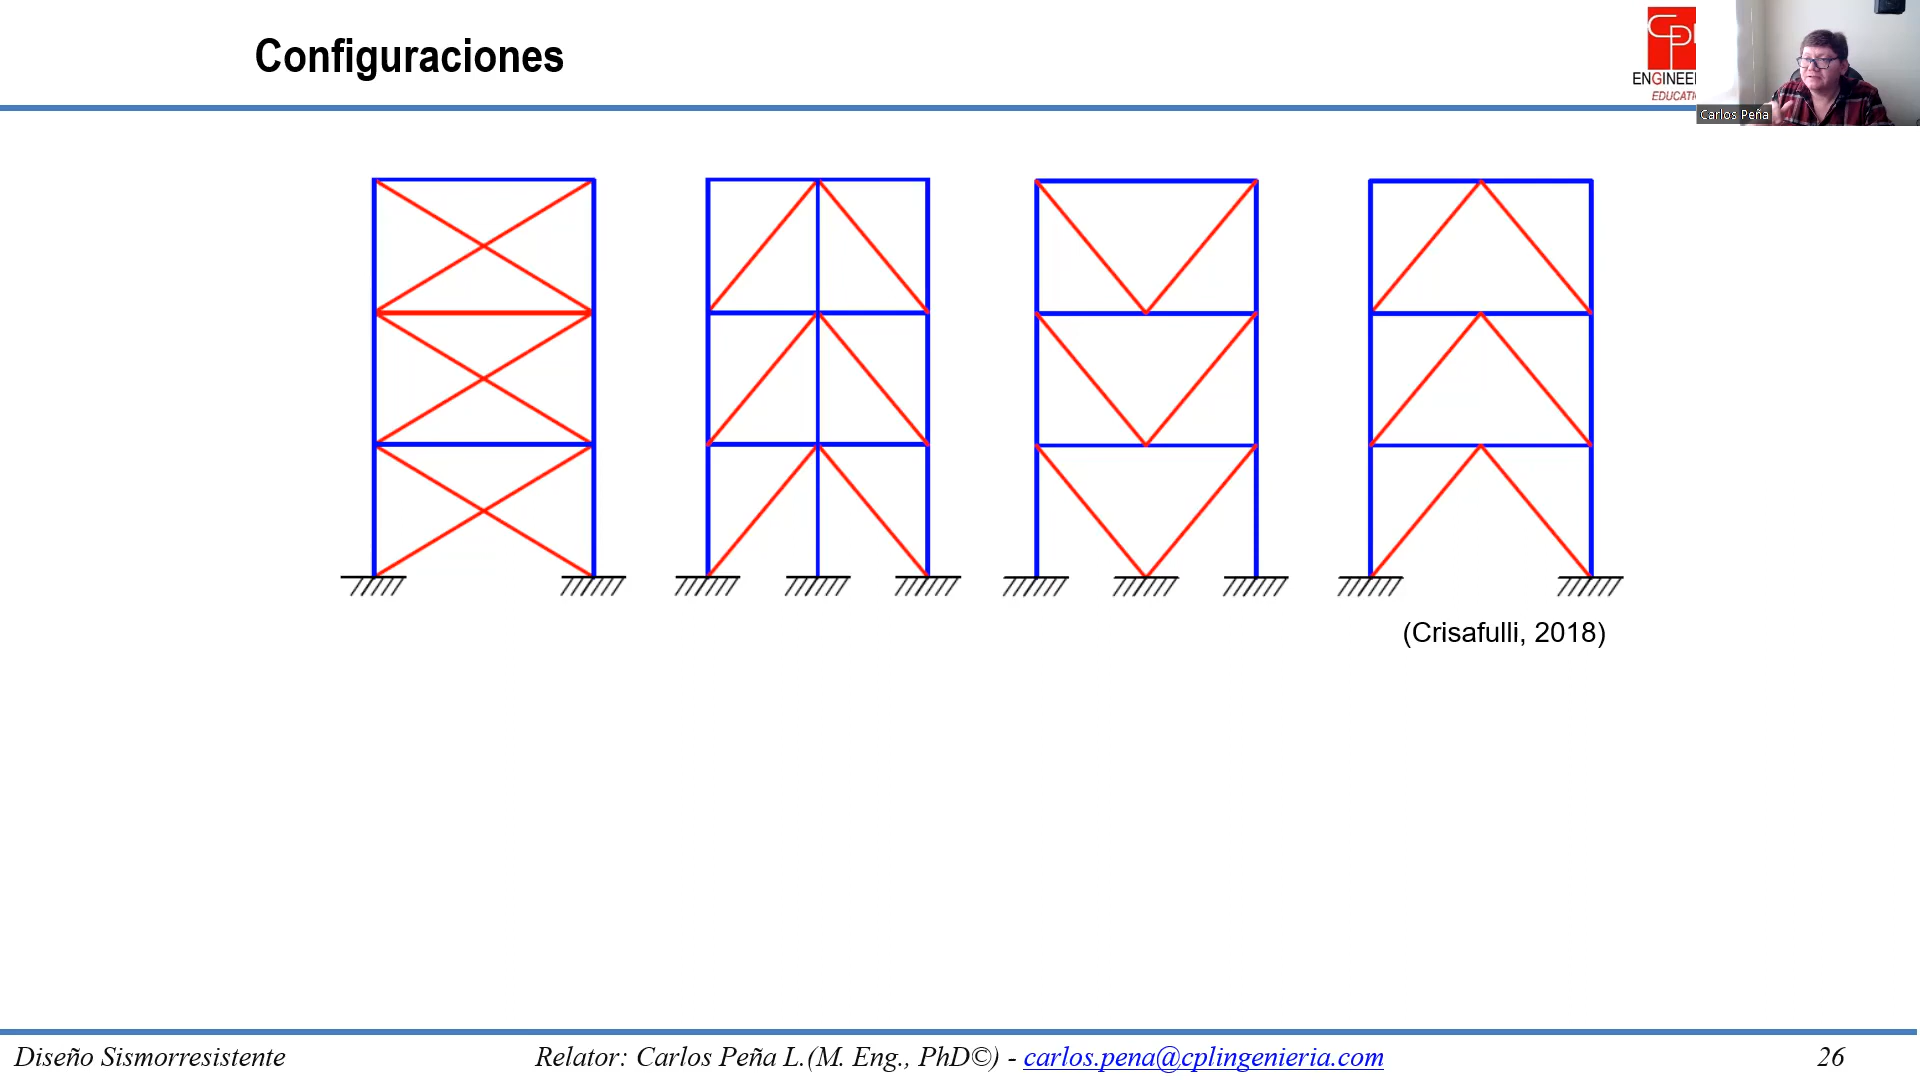 Configuraciones
ENGINEE
EDUCATI
Carlos Peña
(Crisafulli, 2018)
Diseño Sismorresistente
Relator: Carlos Peña L.(M. Eng., PhD©) - carlos.pena@cplingenieria.com
26